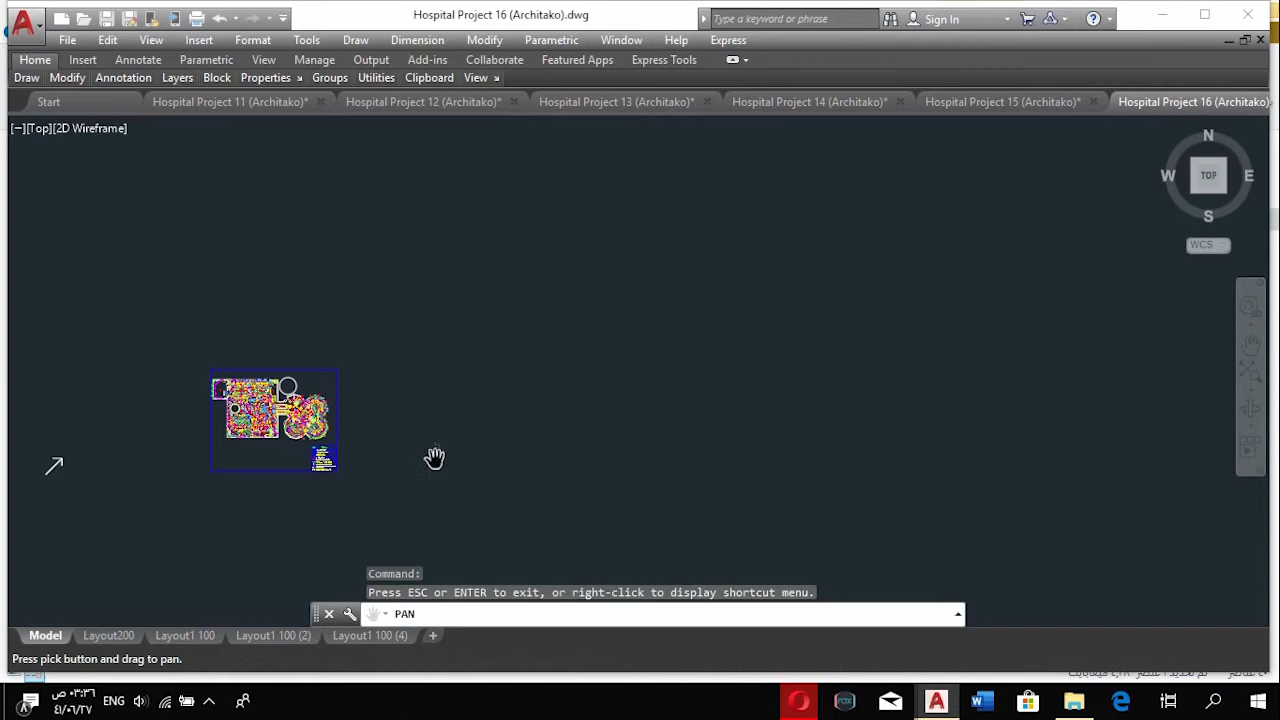 Hospital Project 16 (Architako).dwg
Type a keyword or phrase
Sign In
File Edit View Insert Format Tools Draw Dimension Modify Parametric Window Help Express
Home Insert Annotate Parametric View Manage Output Add-ins Collaborate Featured Apps Express Tools
Draw Modify Annotation Layers Block Properties Groups Utilities Clipboard View
Start Hospital Project 11 (Architako)* Hospital Project 12 (Architako)* Hospital Project 13 (Architako)* Hospital Project 14 (Architako)* Hospital Project 15 (Architako)* Hospital Project 16 (Architako)
[−][Top][2D Wireframe]
N
W TOP E
S
WCS
Command:
Press ESC or ENTER to exit, or right-click to display shortcut menu.
PAN
Model Layout200 Layout1 100 Layout1 100 (2) Layout1 100 (4) +
Press pick button and drag to pan.
٠٣:٣٦ ص
٤١/٠٦/٢٧
ENG